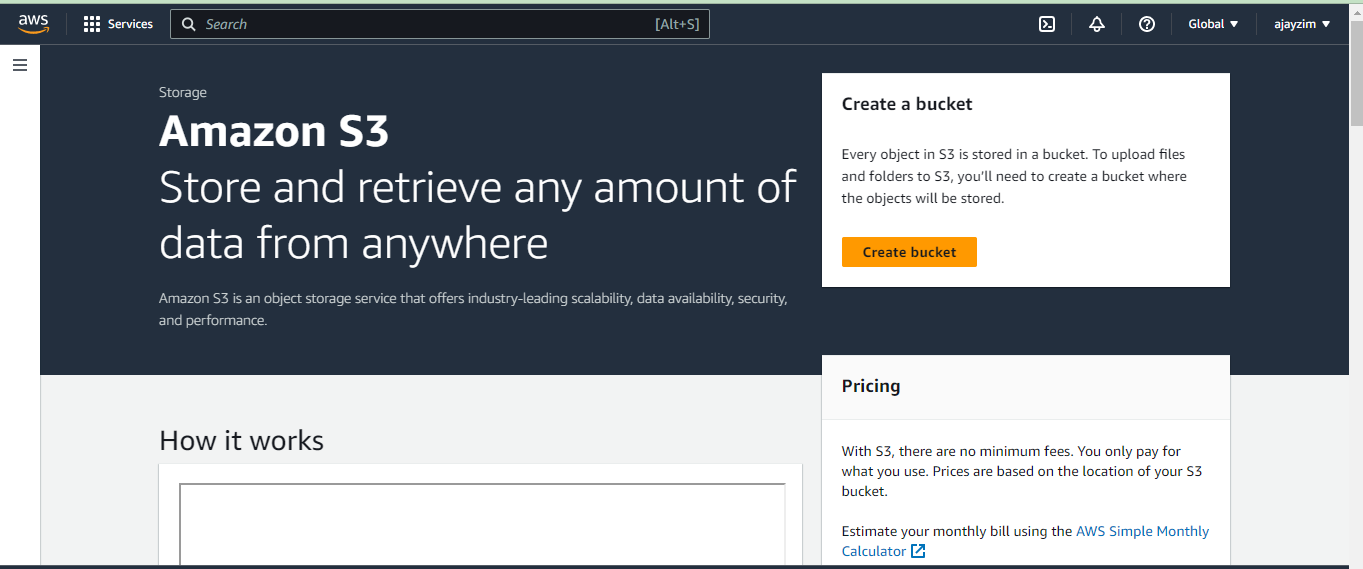 aws
Services
Search
[Alt+S]
Global
ajayzim
Storage
Amazon S3
Store and retrieve any amount of
data from anywhere
Amazon S3 is an object storage service that offers industry-leading scalability, data availability, security,
and performance.
Create a bucket
Every object in S3 is stored in a bucket. To upload files
and folders to S3, you’ll need to create a bucket where
the objects will be stored.
Create bucket
How it works
Pricing
With S3, there are no minimum fees. You only pay for
what you use. Prices are based on the location of your S3
bucket.
Estimate your monthly bill using the AWS Simple Monthly
Calculator